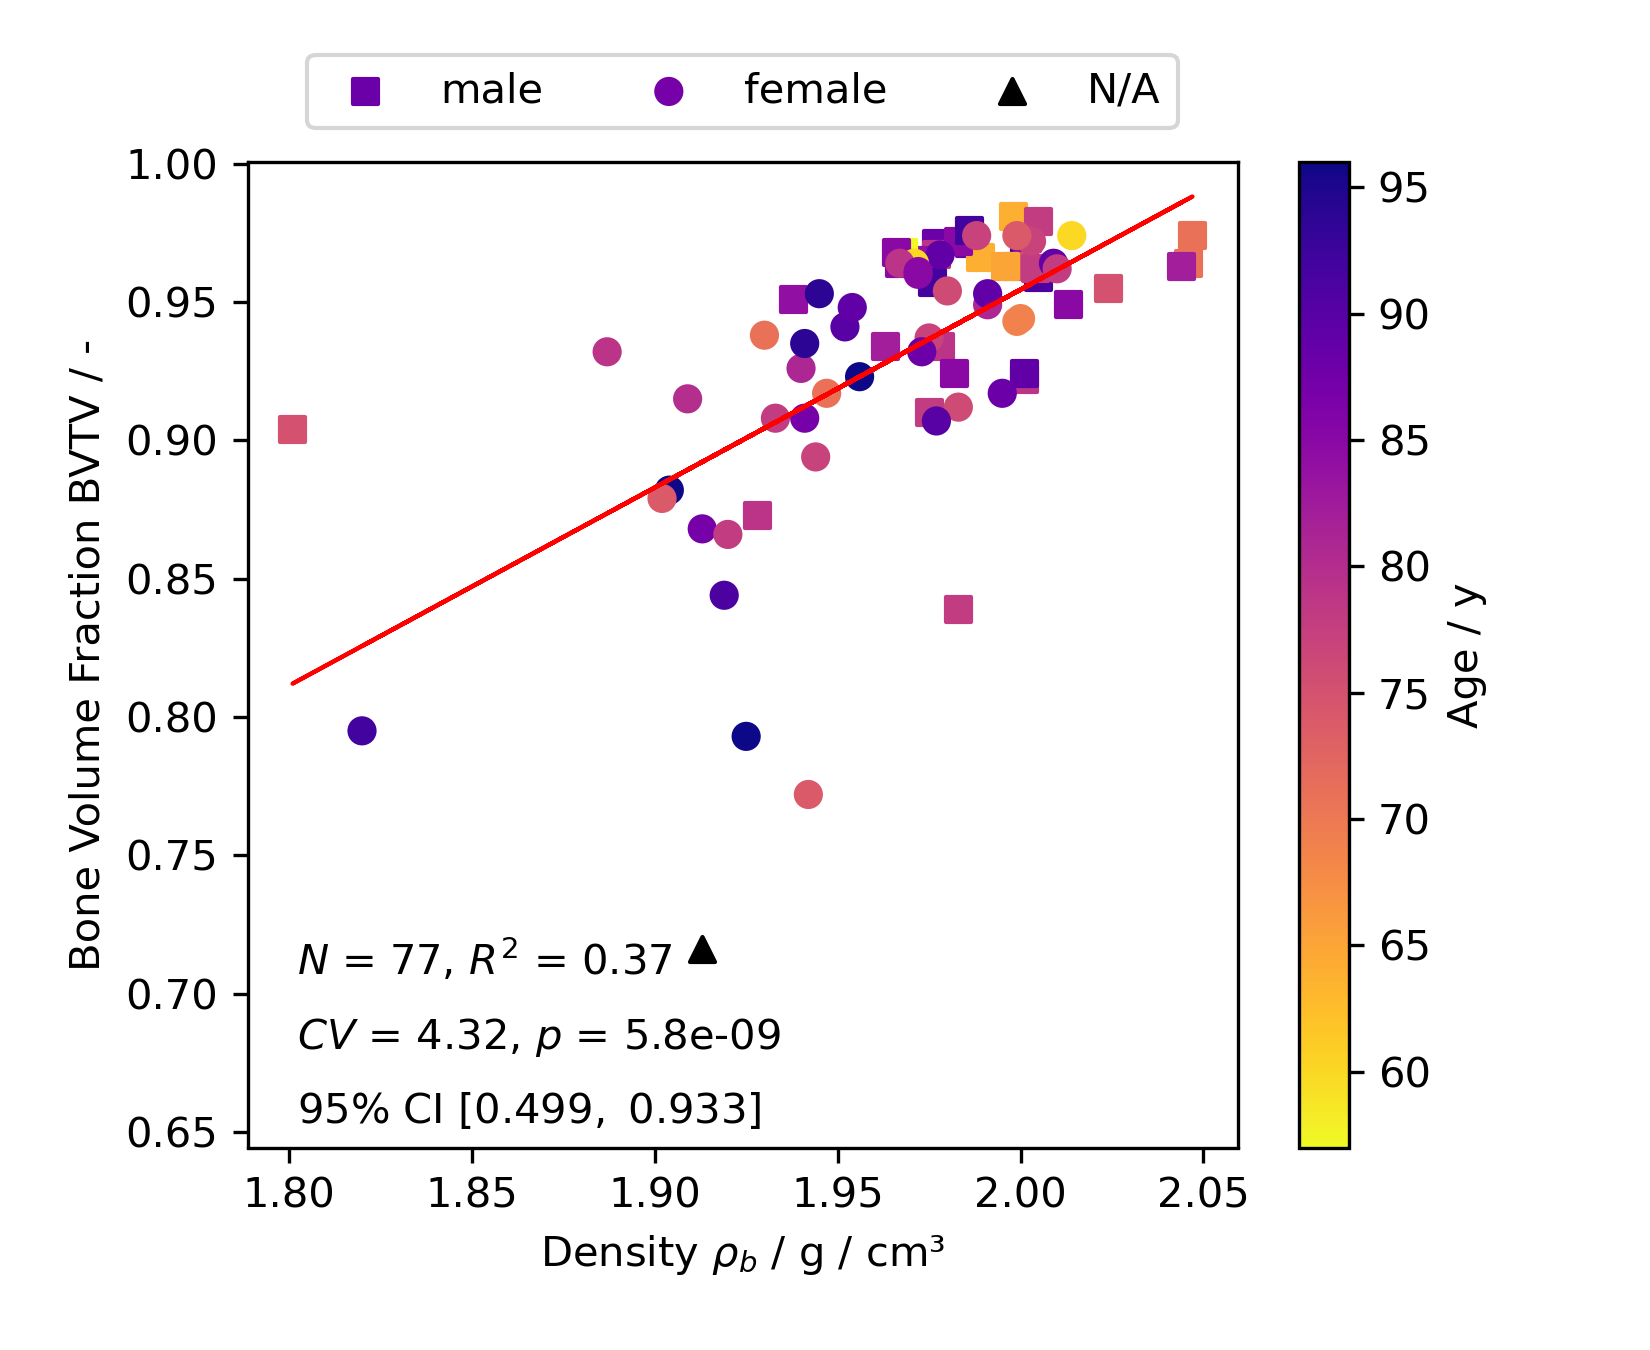 male female N/A
1.00
0.95
0.90
0.85
0.80
0.75
0.70
0.65
Bone Volume Fraction BVTV / -
N = 77, R² = 0.37
CV = 4.32, p = 5.8e-09
95% CI [0.499, 0.933]
1.80 1.85 1.90 1.95 2.00 2.05
Density ρ_b / g / cm³
95
90
85
80
75
70
65
60
Age / y